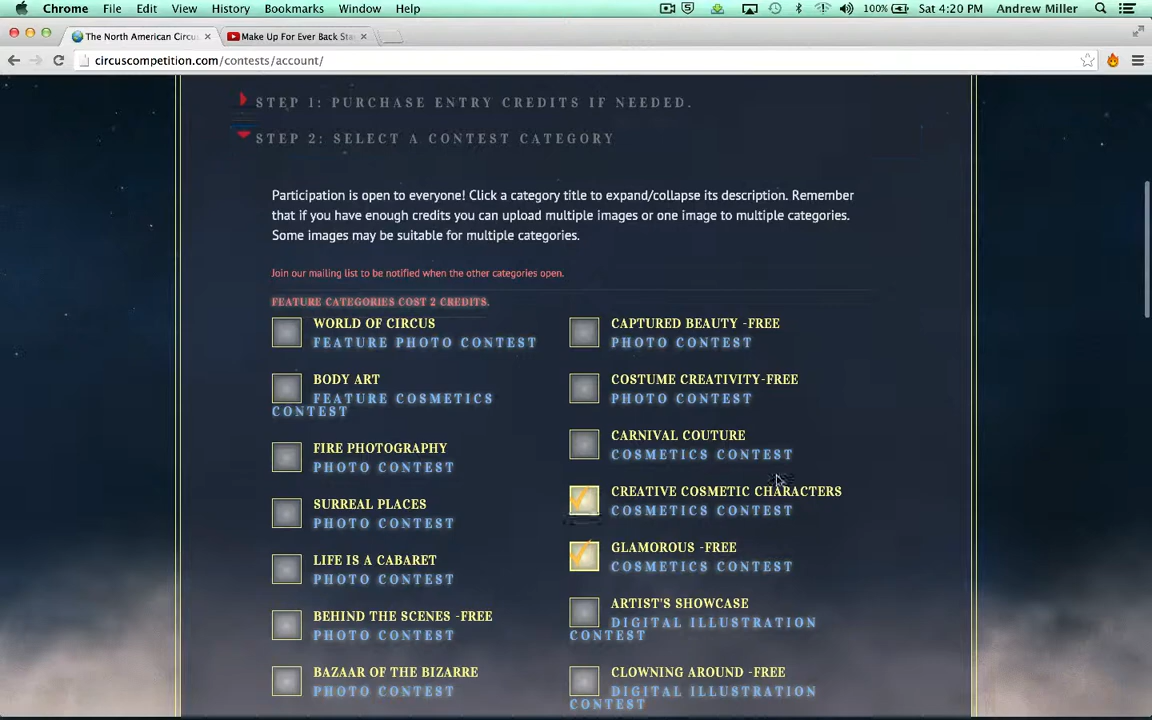 Chrome File Edit View History Bookmarks Window Help 100% Sat 4:20 PM Andrew Miller
The North American Circus Make Up For Ever Back Sta
circuscompetition.com/contests/account/
STEP 1: PURCHASE ENTRY CREDITS IF NEEDED.
STEP 2: SELECT A CONTEST CATEGORY
Participation is open to everyone! Click a category title to expand/collapse its description. Remember
that if you have enough credits you can upload multiple images or one image to multiple categories.
Some images may be suitable for multiple categories.
Join our mailing list to be notified when the other categories open.
FEATURE CATEGORIES COST 2 CREDITS.
WORLD OF CIRCUS
FEATURE PHOTO CONTEST
BODY ART
FEATURE COSMETICS
CONTEST
FIRE PHOTOGRAPHY
PHOTO CONTEST
SURREAL PLACES
PHOTO CONTEST
LIFE IS A CABARET
PHOTO CONTEST
BEHIND THE SCENES -FREE
PHOTO CONTEST
BAZAAR OF THE BIZARRE
PHOTO CONTEST
CAPTURED BEAUTY -FREE
PHOTO CONTEST
COSTUME CREATIVITY-FREE
PHOTO CONTEST
CARNIVAL COUTURE
COSMETICS CONTEST
CREATIVE COSMETIC CHARACTERS
COSMETICS CONTEST
GLAMOROUS -FREE
COSMETICS CONTEST
ARTIST'S SHOWCASE
DIGITAL ILLUSTRATION
CONTEST
CLOWNING AROUND -FREE
DIGITAL ILLUSTRATION
CONTEST